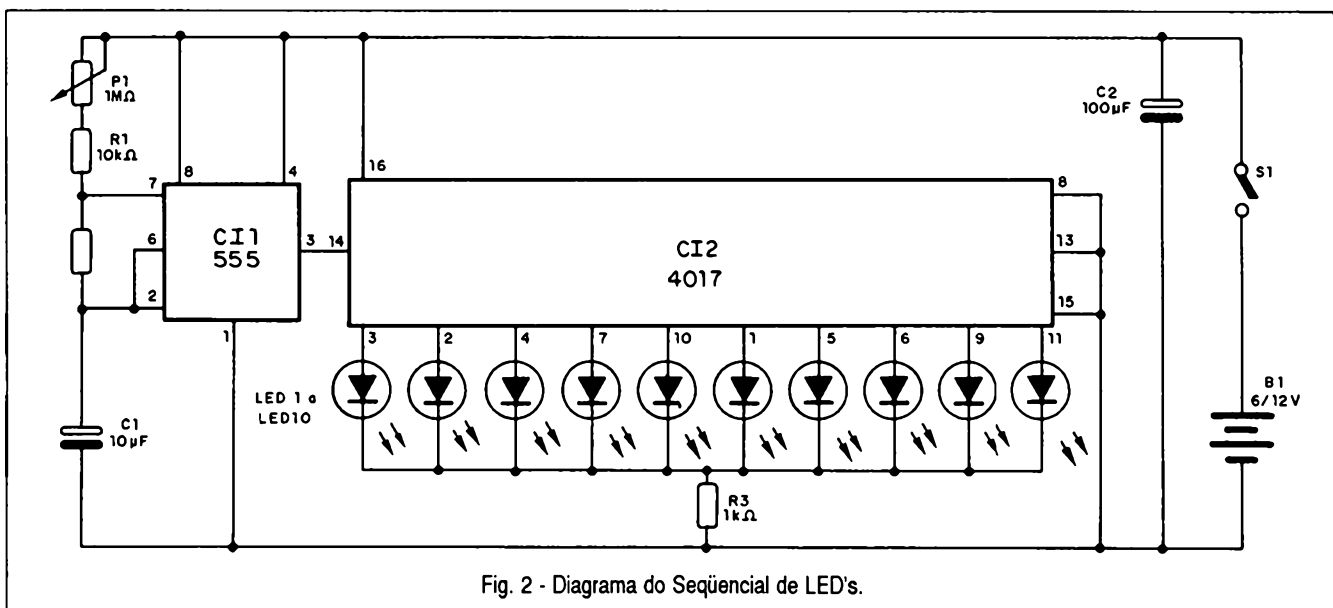 P1
1MΩ
R1
10kΩ
7
6
2
8
4
CI1
555
3
1
14
16
CI2
4017
8
13
15
3
2
4
7
10
1
5
6
9
11
LED 1 a
LED10
C1
10µF
R3
1kΩ
C2
100µF
S1
B1
6/12V
Fig. 2 - Diagrama do Seqüencial de LED's.